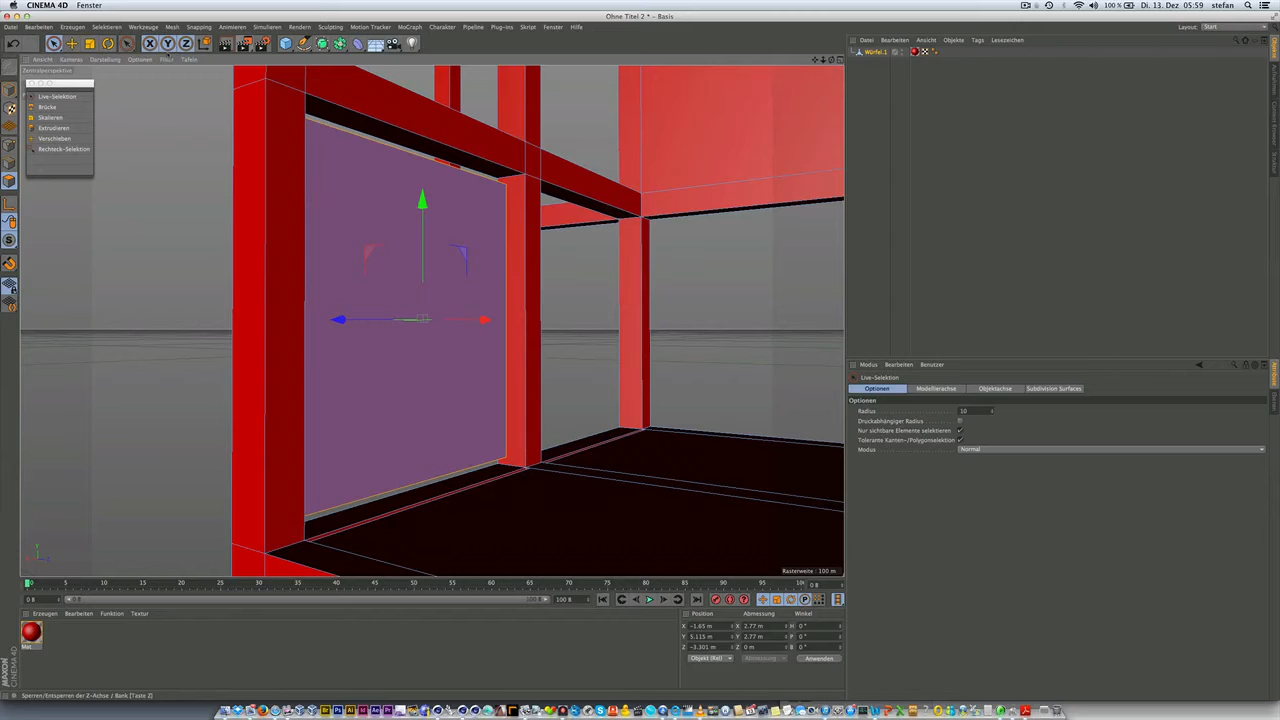 CINEMA 4D Fenster
100 % Di. 13. Dez 05:59 stefan
Ohne Titel 2 * - Basis
Datei Bearbeiten Erzeugen Selektieren Werkzeuge Mesh Snapping Animieren Simulieren Rendern Sculpting Motion Tracker MoGraph Charakter Pipeline Plug-ins Skript Fenster Hilfe
Layout: Start
Ansicht Kameras Darstellung Optionen Filter Tafeln
Zentralperspektive
Live-Selektion
Brücke
Skalieren
Extrudieren
Verschieben
Rechteck-Selektion
Datei Bearbeiten Ansicht Objekte Tags Lesezeichen
Würfel.1
Modus Bearbeiten Benutzer
Live-Selektion
Optionen Modellierachse Objektachse Subdivision Surfaces
Optionen
Radius 10
Druckabhängiger Radius
Nur sichtbare Elemente selektieren
Tolerante Kanten-/Polygonselektion
Modus Normal
Rasterweite : 100 m
0 5 10 15 20 25 30 35 40 45 50 55 60 65 70 75 80 85 90 95 100 0 B
0 B 0 B 100 B 100 B
Erzeugen Bearbeiten Funktion Textur
Mat
Position Abmessung Winkel
X -1.65 m X 2.77 m H 0 °
Y 5.115 m Y 2.77 m P 0 °
Z -3.301 m Z 0 m B 0 °
Objekt (Rel) Abmessung Anwenden
MAXON CINEMA 4D
Sperren/Entsperren der Z-Achse / Bank [Taste Z]